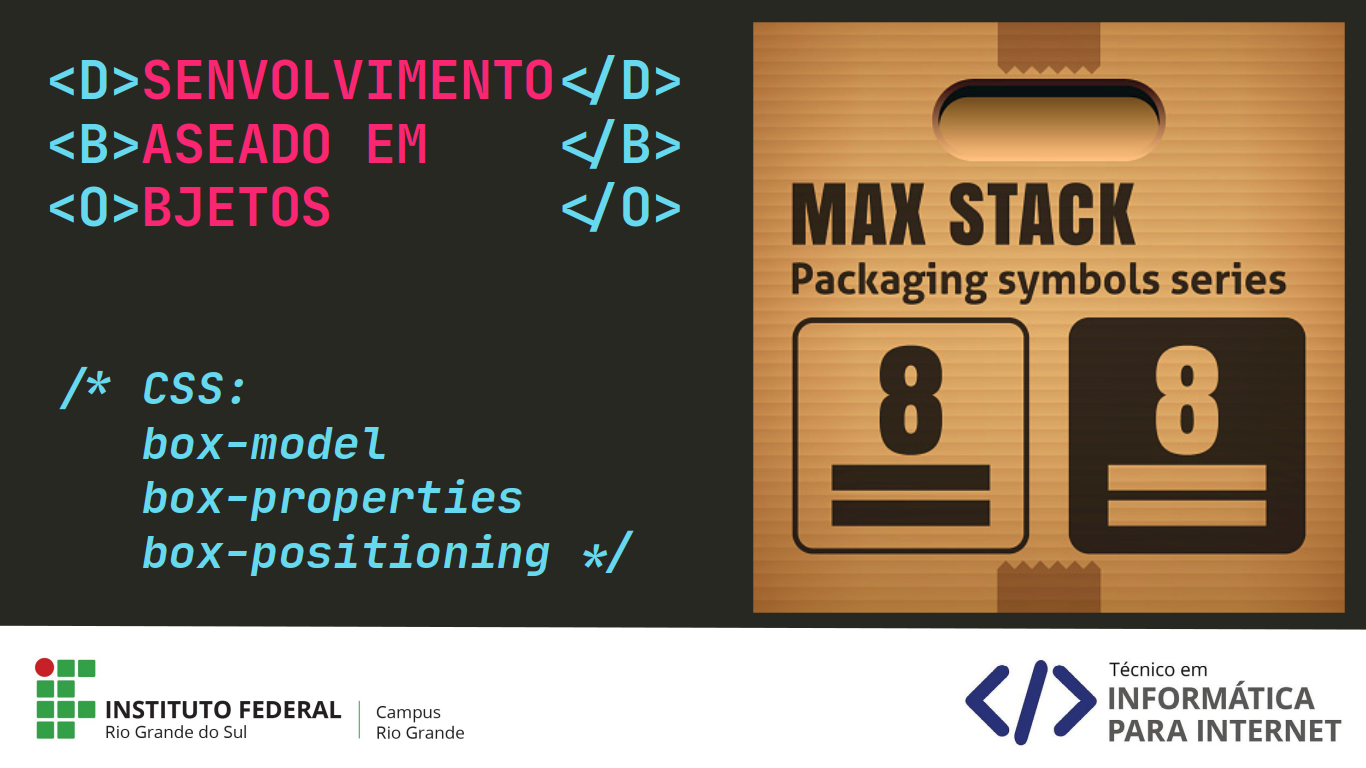 <D>SENVOLVIMENTO</D>
<B>ASEADO EM </B>
<O>BJETOS </O>
/* CSS:
box-model
box-properties
box-positioning */
MAX STACK
Packaging symbols series
8 8
INSTITUTO FEDERAL
Rio Grande do Sul
Campus
Rio Grande
</>
Técnico em
INFORMÁTICA
PARA INTERNET